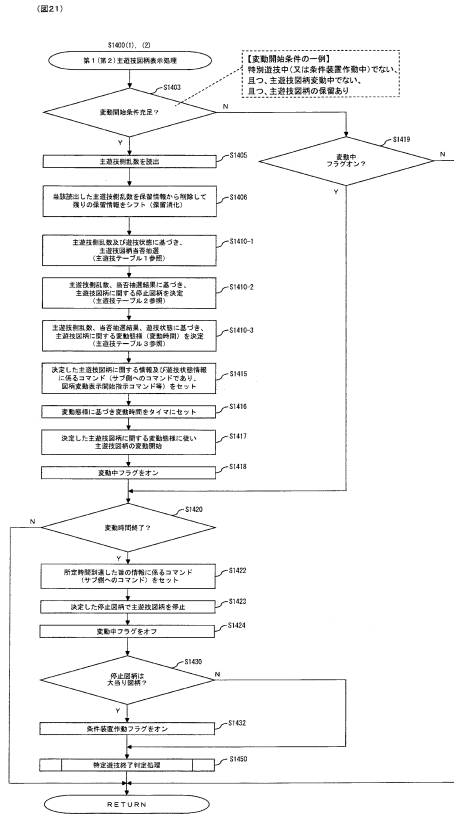 (図21)
S1400(1), (2)
第1(第2)主遊技図柄表示処理
【変動開始条件の一例】
特別遊技中(又は条件装置作動中)でない、
且つ、主遊技図柄変動中でない、
且つ、主遊技図柄の保留あり
S1403
変動開始条件充足?
N
Y
S1419
変動中
フラグオン?
N
Y
S1405
主遊技側乱数を読出
S1406
当該読出した主遊技側乱数を保留情報から削除して
残りの保留情報をシフト(保留消化)
S1410-1
主遊技側乱数及び遊技状態に基づき、
主遊技図柄当否抽選
(主遊技テーブル1参照)
S1410-2
主遊技側乱数、当否抽選結果に基づき、
主遊技図柄に関する停止図柄を決定
(主遊技テーブル2参照)
S1410-3
主遊技側乱数、当否抽選結果、遊技状態に基づき、
主遊技図柄に関する変動態様(変動時間)を決定
(主遊技テーブル3参照)
S1415
決定した主遊技図柄に関する情報及び遊技状態情報
に係るコマンド(サブ側へのコマンドであり、
図柄変動表示開始指示コマンド等)をセット
S1416
変動態様に基づき変動時間をタイマにセット
S1417
決定した主遊技図柄に関する変動態様に従い
主遊技図柄の変動開始
S1418
変動中フラグをオン
S1420
変動時間終了?
N
Y
S1422
所定時間到達した旨の情報に係るコマンド
(サブ側へのコマンド)をセット
S1423
決定した停止図柄で主遊技図柄を停止
S1424
変動中フラグをオフ
S1430
停止図柄は
大当り図柄?
N
Y
S1432
条件装置作動フラグをオン
S1450
特定遊技終了判定処理
RETURN